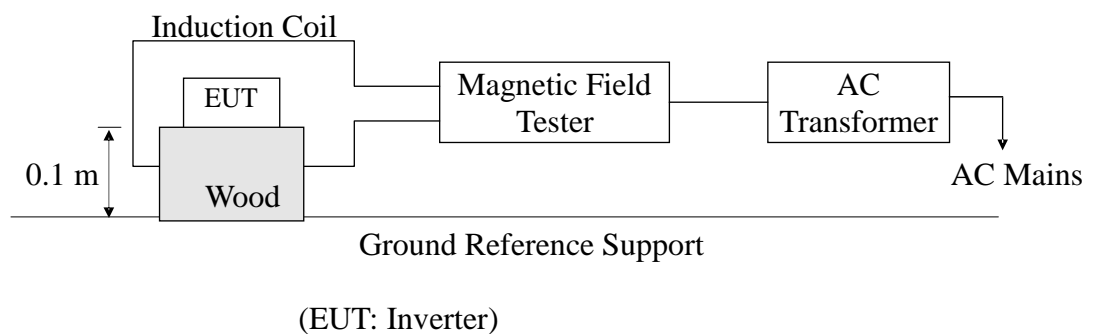 Induction Coil
EUT
Magnetic Field
Tester
AC
Transformer
0.1 m
Wood
AC Mains
Ground Reference Support
(EUT: Inverter)